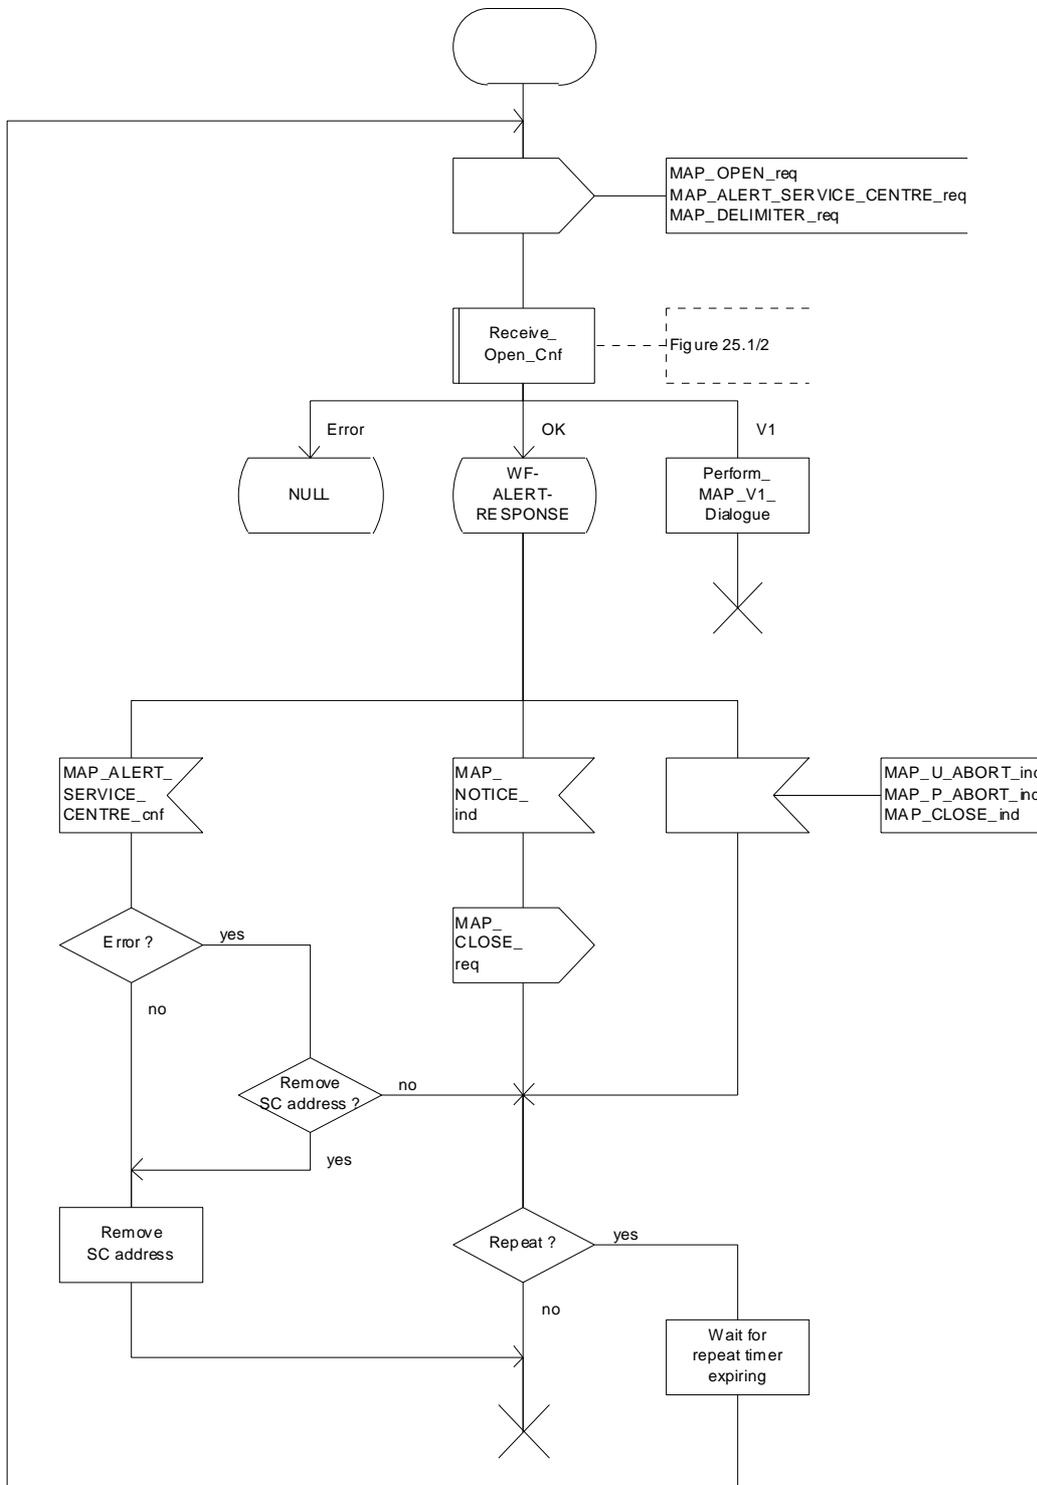 MAP_OPEN_req
MAP_ALERT_SERVICE_CENTRE_req
MAP_DELIMITER_req
Receive_
Open_Cnf
Figure 25.1/2
Error
OK
V1
NULL
WF-
ALERT-
RESPONSE
Perform_
MAP_V1_
Dialogue
MAP_ALERT_
SERVICE_
CENTRE_cnf
MAP_
NOTICE_
ind
MAP_U_ABORT_ind
MAP_P_ABORT_ind
MAP_CLOSE_ind
Error ?
yes
MAP_
CLOSE_
req
no
Remove
SC address ?
no
yes
Remove
SC address
Repeat ?
yes
no
Wait for
repeat timer
expiring